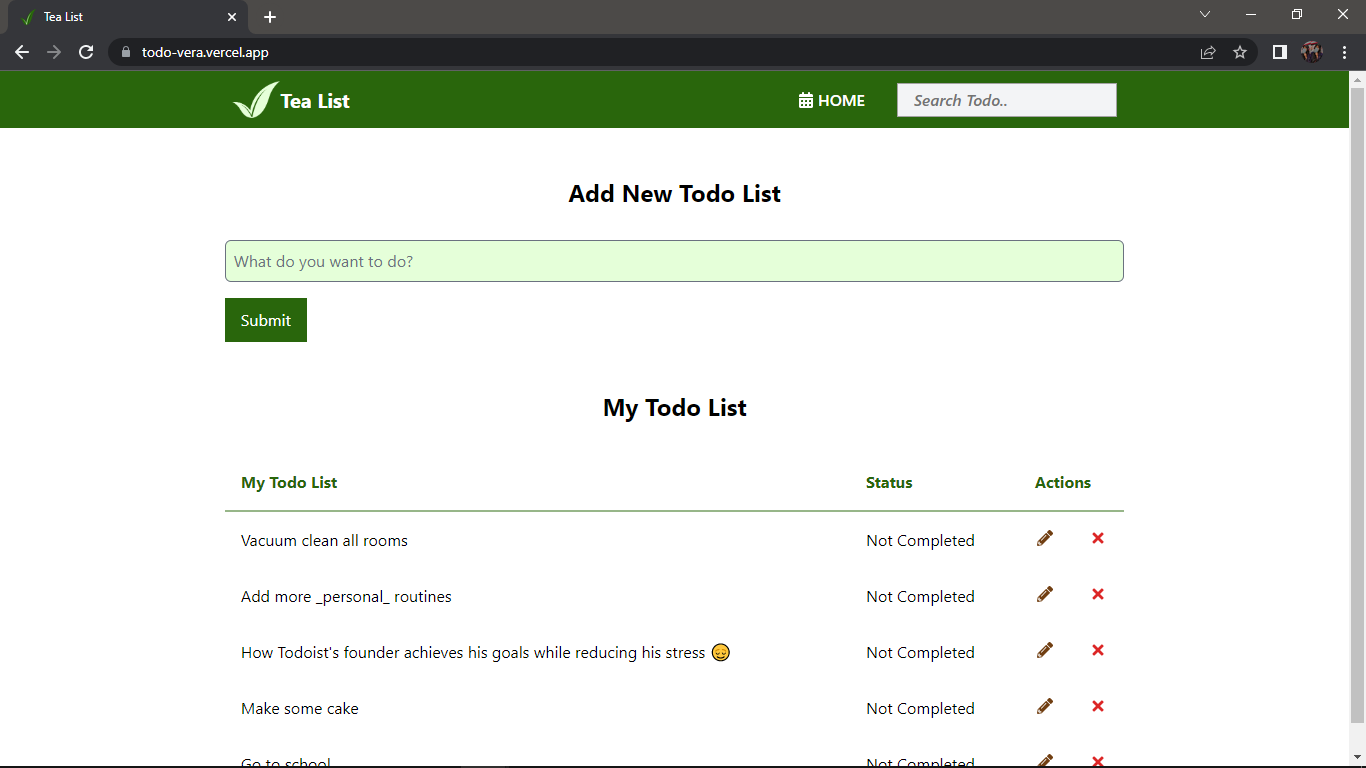 Tea List
todo-vera.vercel.app
Tea List
HOME
Search Todo..
Add New Todo List
What do you want to do?
Submit
My Todo List
My Todo List Status Actions
Vacuum clean all rooms Not Completed
Add more _personal_ routines Not Completed
How Todoist's founder achieves his goals while reducing his stress 😌 Not Completed
Make some cake Not Completed
Go to school Not Completed